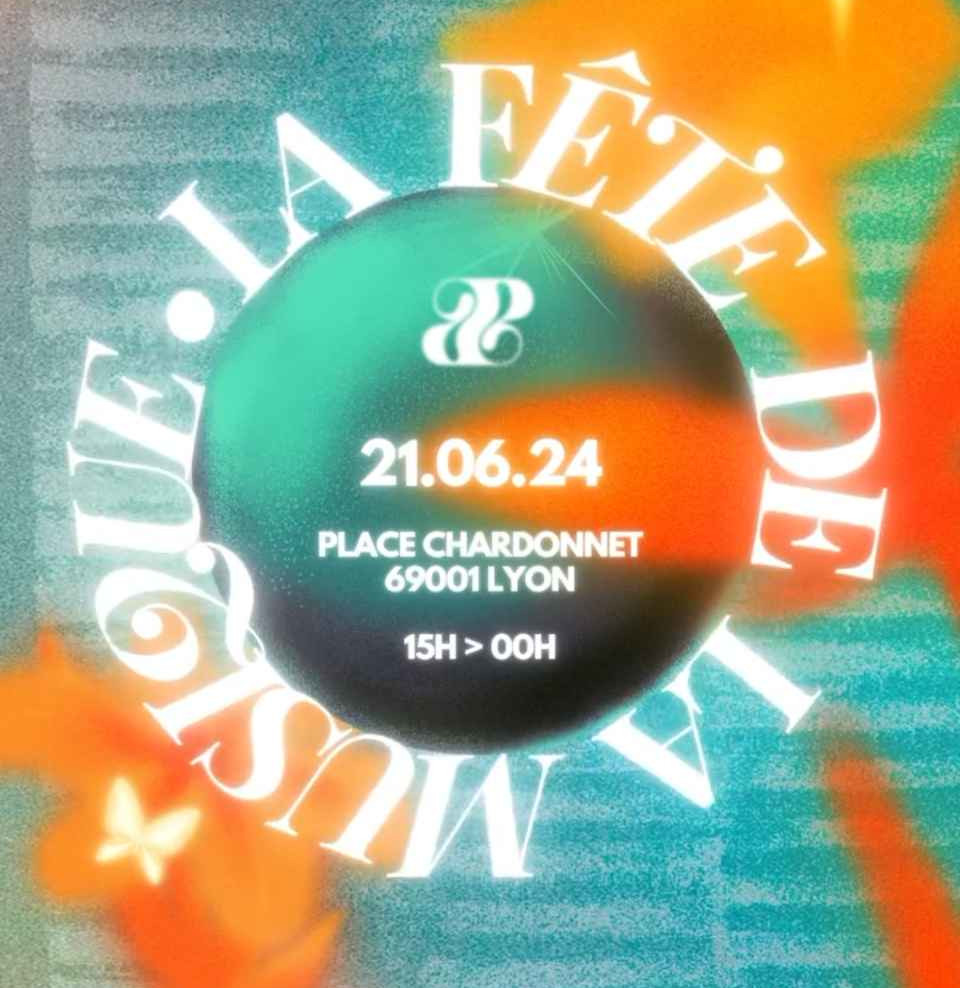 LA FÊTE DE LA MUSIQUE •
21.06.24
PLACE CHARDONNET
69001 LYON
15H > 00H